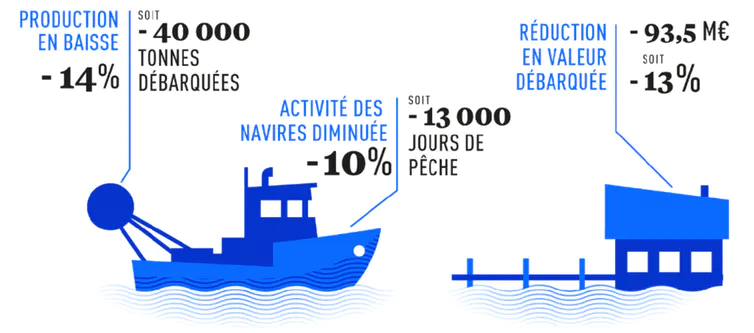 PRODUCTION
EN BAISSE
- 14%
SOIT
- 40 000
TONNES
DÉBARQUÉES
ACTIVITÉ DES
NAVIRES DIMINUÉE
- 10%
SOIT
- 13 000
JOURS DE
PÊCHE
RÉDUCTION
EN VALEUR
DÉBARQUÉE
- 93,5 M€
SOIT
- 13%